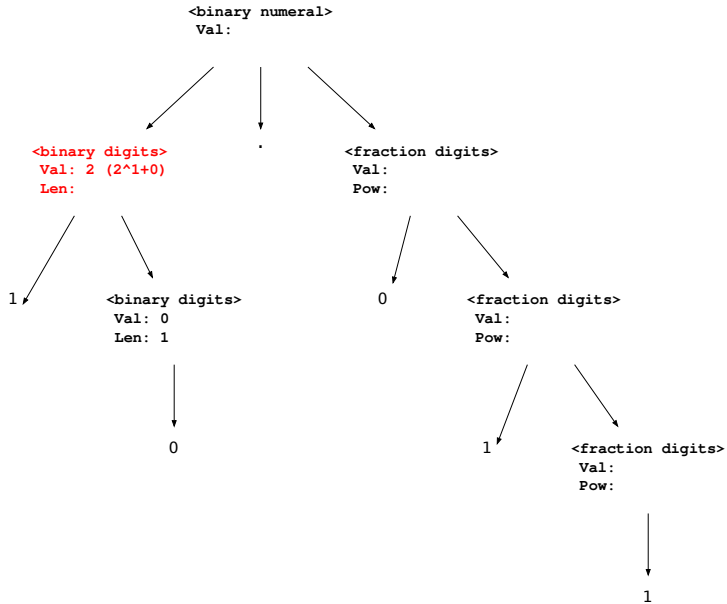 <binary numeral>
Val:
<binary digits>
Val: 2 (2^1+0)
Len:
.
<fraction digits>
Val:
Pow:
1
<binary digits>
Val: 0
Len: 1
0
<fraction digits>
Val:
Pow:
0
1
<fraction digits>
Val:
Pow:
1